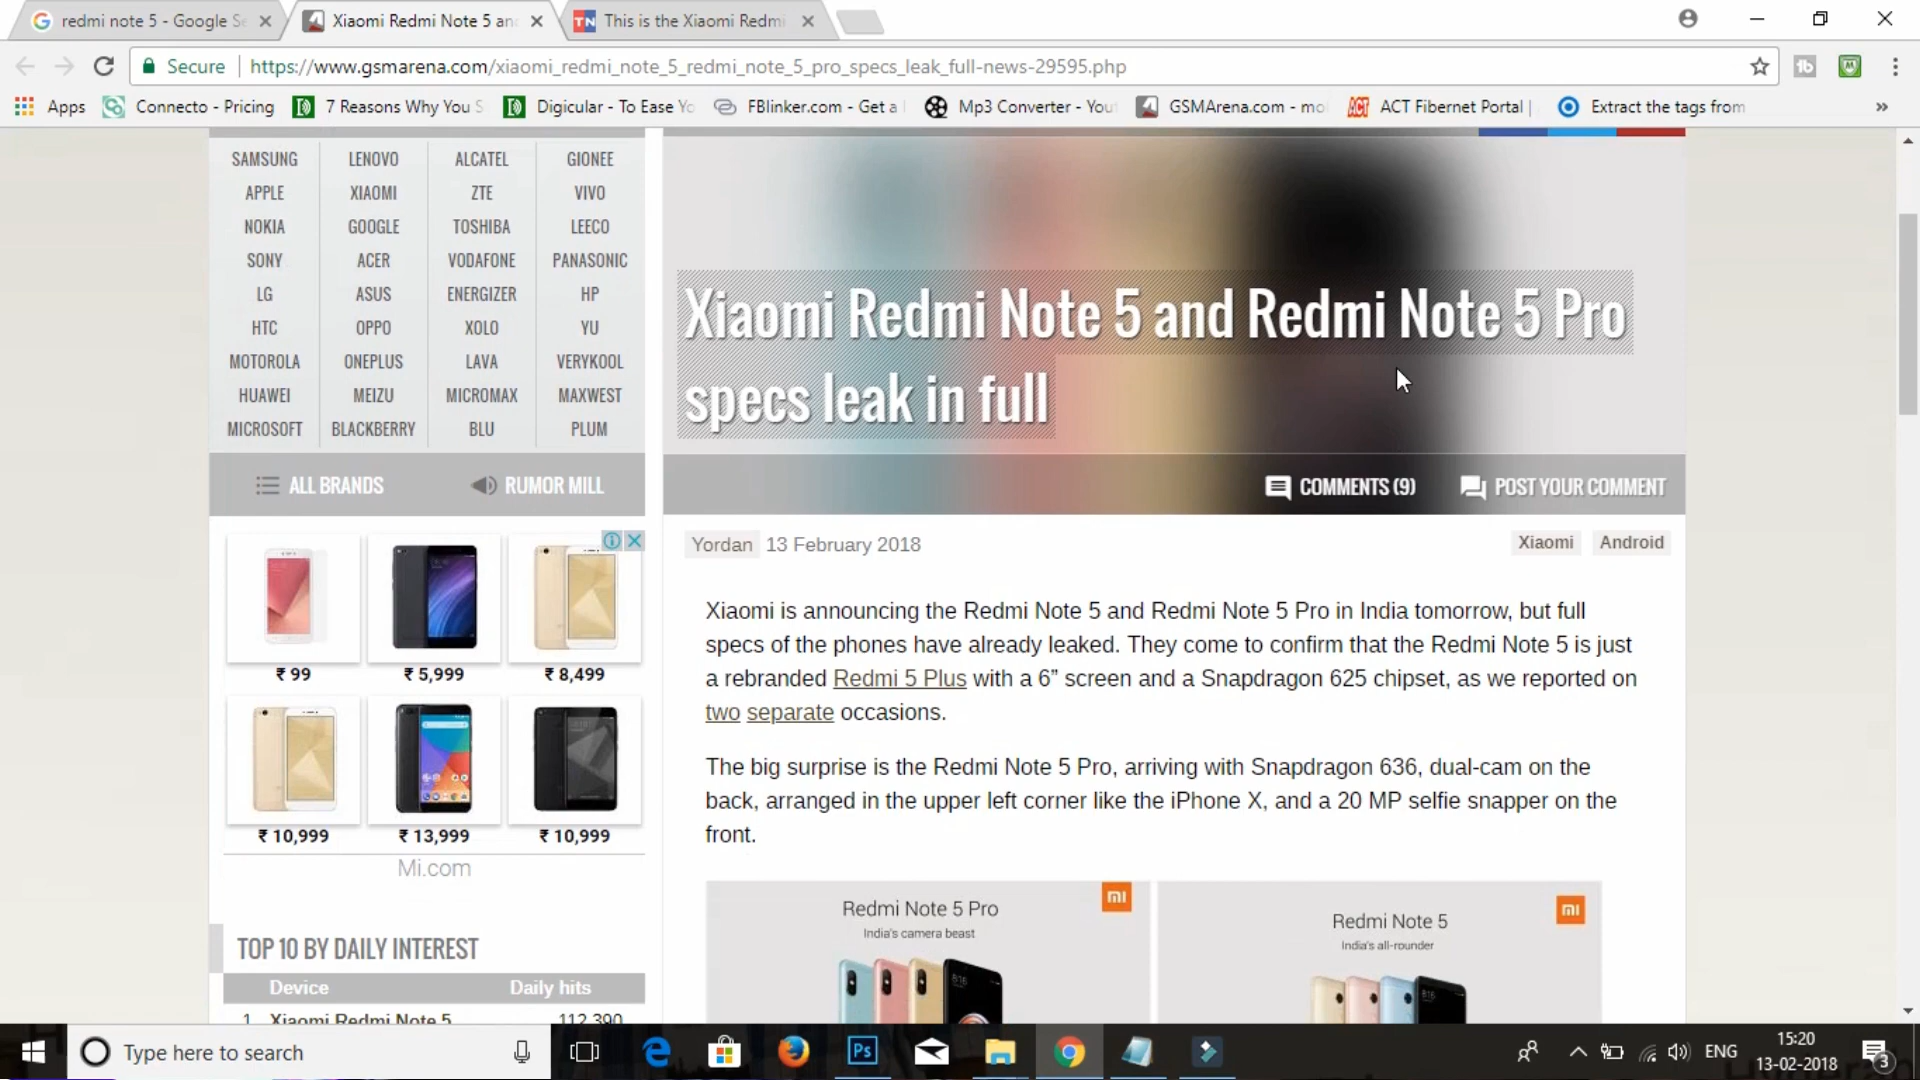 redmi note 5 - Google Se
Xiaomi Redmi Note 5 an
TN This is the Xiaomi Redmi
Secure https://www.gsmarena.com/xiaomi_redmi_note_5_redmi_note_5_pro_specs_leak_full-news-29595.php
Apps Connecto - Pricing 7 Reasons Why You S Digicular - To Ease Yo FBlinker.com - Get a Mp3 Converter - You GSMArena.com - mo ACT ACT Fibernet Portal | Extract the tags from
SAMSUNG LENOVO ALCATEL GIONEE
APPLE XIAOMI ZTE VIVO
NOKIA GOOGLE TOSHIBA LEECO
SONY ACER VODAFONE PANASONIC
LG ASUS ENERGIZER HP
HTC OPPO XOLO YU
MOTOROLA ONEPLUS LAVA VERYKOOL
HUAWEI MEIZU MICROMAX MAXWEST
MICROSOFT BLACKBERRY BLU PLUM
ALL BRANDS RUMOR MILL
₹ 99 ₹ 5,999 ₹ 8,499
₹ 10,999 ₹ 13,999 ₹ 10,999
Mi.com
TOP 10 BY DAILY INTEREST
Device Daily hits
1. Xiaomi Redmi Note 5 112,390
Xiaomi Redmi Note 5 and Redmi Note 5 Pro
specs leak in full
COMMENTS (9) POST YOUR COMMENT
Yordan 13 February 2018 Xiaomi Android
Xiaomi is announcing the Redmi Note 5 and Redmi Note 5 Pro in India tomorrow, but full
specs of the phones have already leaked. They come to confirm that the Redmi Note 5 is just
a rebranded Redmi 5 Plus with a 6” screen and a Snapdragon 625 chipset, as we reported on
two separate occasions.
The big surprise is the Redmi Note 5 Pro, arriving with Snapdragon 636, dual-cam on the
back, arranged in the upper left corner like the iPhone X, and a 20 MP selfie snapper on the
front.
Redmi Note 5 Pro
India's camera beast
mi
Redmi Note 5
India's all-rounder
mi
Type here to search
Ps
ENG
15:20
13-02-2018
3